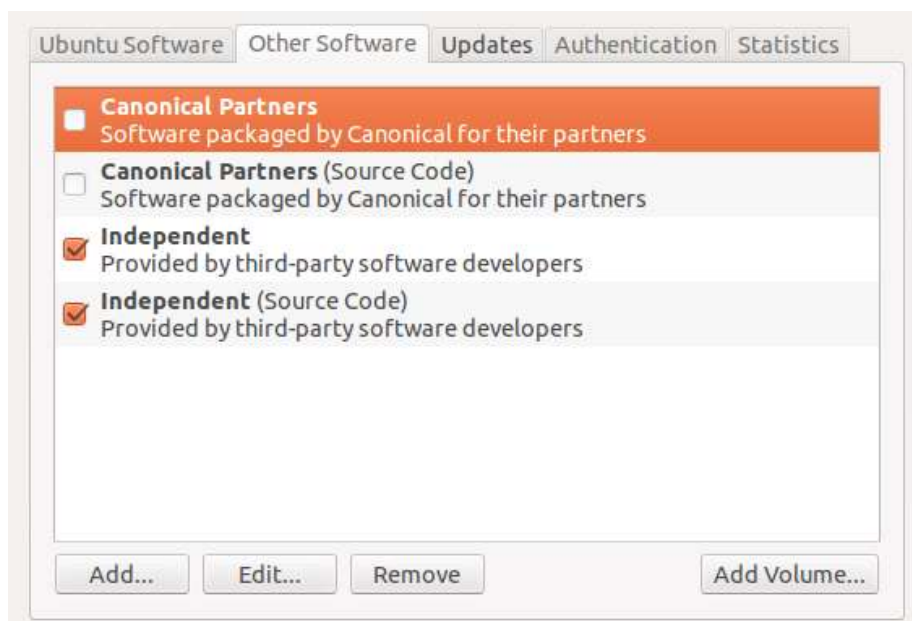 Ubuntu Software Other Software Updates Authentication Statistics
Canonical Partners
Software packaged by Canonical for their partners
Canonical Partners (Source Code)
Software packaged by Canonical for their partners
Independent
Provided by third-party software developers
Independent (Source Code)
Provided by third-party software developers
Add... Edit... Remove Add Volume...